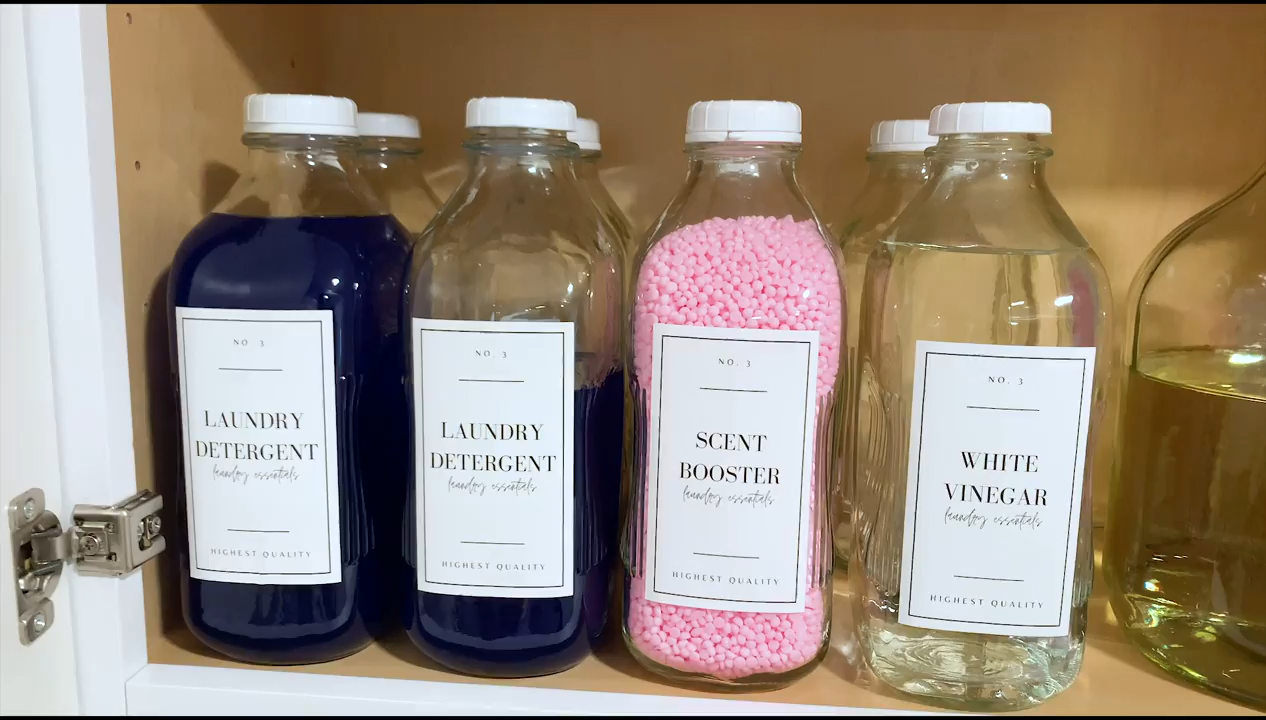 NO. 3
LAUNDRY
DETERGENT
laundry essentials
HIGHEST QUALITY
NO. 3
LAUNDRY
DETERGENT
laundry essentials
HIGHEST QUALITY
NO. 3
SCENT
BOOSTER
laundry essentials
HIGHEST QUALITY
NO. 3
WHITE
VINEGAR
laundry essentials
HIGHEST QUALITY